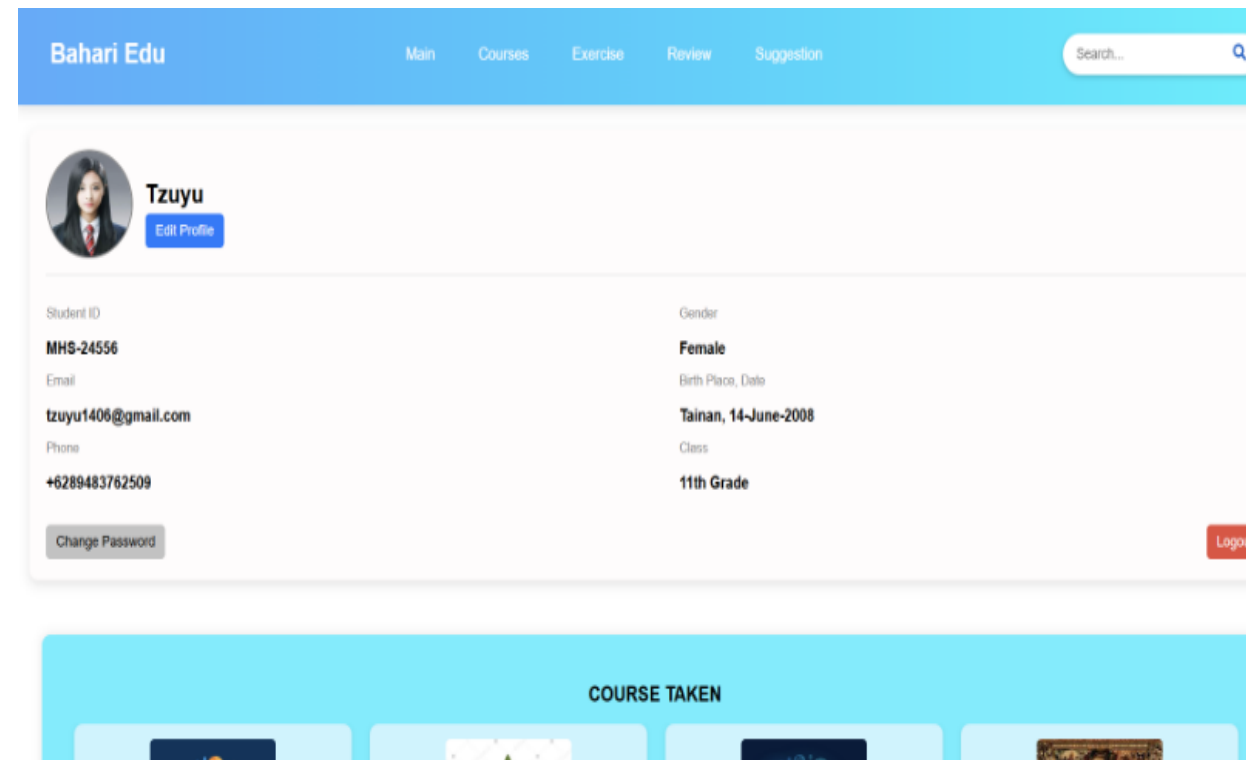 Bahari Edu Main Courses Exercise Review Suggestion Search...
Tzuyu
Edit Profile
Student ID Gender
MHS-24556 Female
Email Birth Place, Date
tzuyu1406@gmail.com Tainan, 14-June-2008
Phone Class
+6289483762509 11th Grade
Change Password Logou
COURSE TAKEN